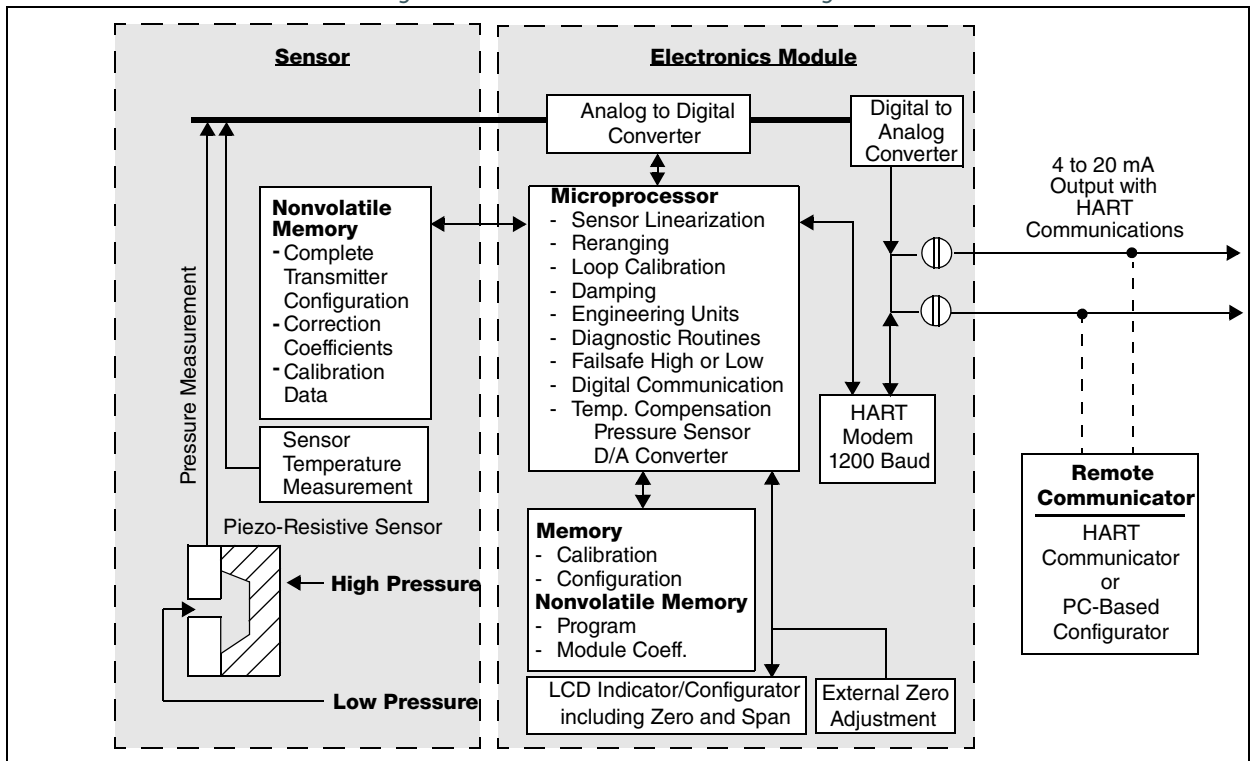 Sensor
Electronics Module
Analog to Digital
Converter
Digital to
Analog
Converter
4 to 20 mA
Output with
HART
Communications
Pressure Measurement
Nonvolatile
Memory
- Complete
Transmitter
Configuration
- Correction
Coefficients
- Calibration
Data
Sensor
Temperature
Measurement
Piezo-Resistive Sensor
High Pressure
Low Pressure
Microprocessor
- Sensor Linearization
- Reranging
- Loop Calibration
- Damping
- Engineering Units
- Diagnostic Routines
- Failsafe High or Low
- Digital Communication
- Temp. Compensation
Pressure Sensor
D/A Converter
HART
Modem
1200 Baud
Memory
- Calibration
- Configuration
Nonvolatile Memory
- Program
- Module Coeff.
LCD Indicator/Configurator
including Zero and Span
External Zero
Adjustment
Remote
Communicator
HART
Communicator
or
PC-Based
Configurator